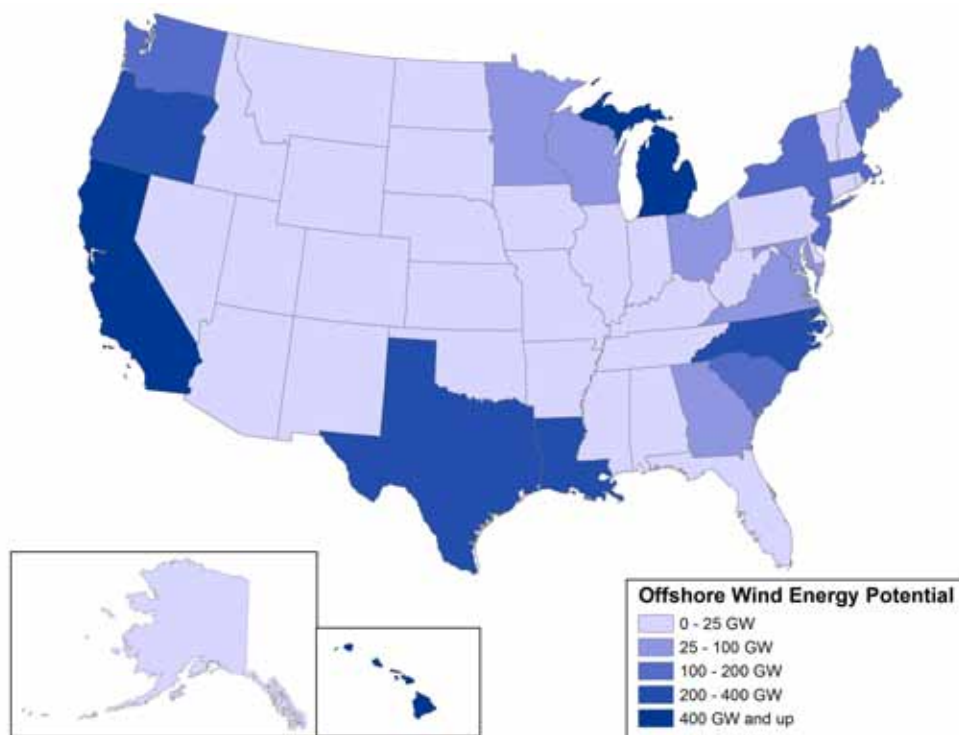 Offshore Wind Energy Potential
0 - 25 GW
25 - 100 GW
100 - 200 GW
200 - 400 GW
400 GW and up